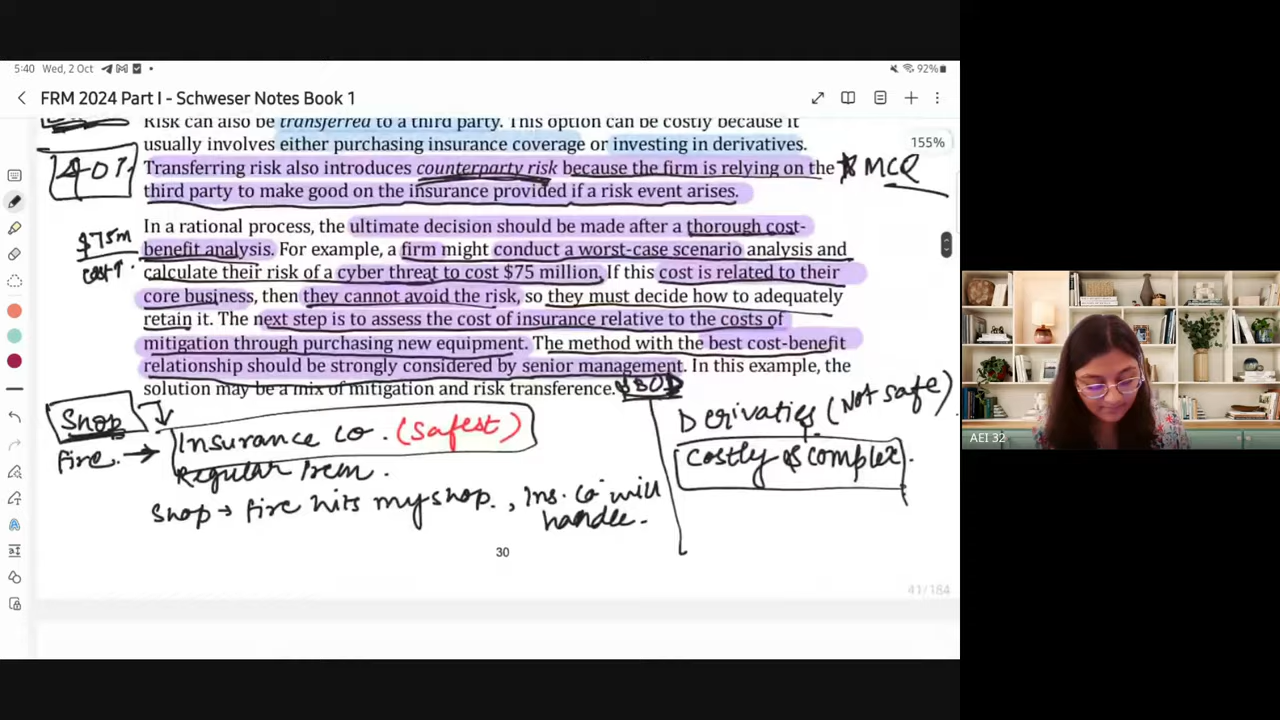 5:40 Wed, 2 Oct
92%
FRM 2024 Part I - Schweser Notes Book 1
155%
Risk can also be transferred to a third party. This option can be costly because it
usually involves either purchasing insurance coverage or investing in derivatives.
Transferring risk also introduces counterparty risk because the firm is relying on the
third party to make good on the insurance provided if a risk event arises.
MCQ
In a rational process, the ultimate decision should be made after a thorough cost-
benefit analysis. For example, a firm might conduct a worst-case scenario analysis and
calculate their risk of a cyber threat to cost $75 million. If this cost is related to their
core business, then they cannot avoid the risk, so they must decide how to adequately
retain it. The next step is to assess the cost of insurance relative to the costs of
mitigation through purchasing new equipment. The method with the best cost-benefit
relationship should be strongly considered by senior management. In this example, the
solution may be a mix of mitigation and risk transference.
$75m
cost↑
Shop
fire. →
Insurance co. (Safest)
Regular Prem.
Shop → fire hits my shop., Ins. Co will
handle.
Derivaties (Not safe).
Costly & complex.
30
41/184
AEI 32